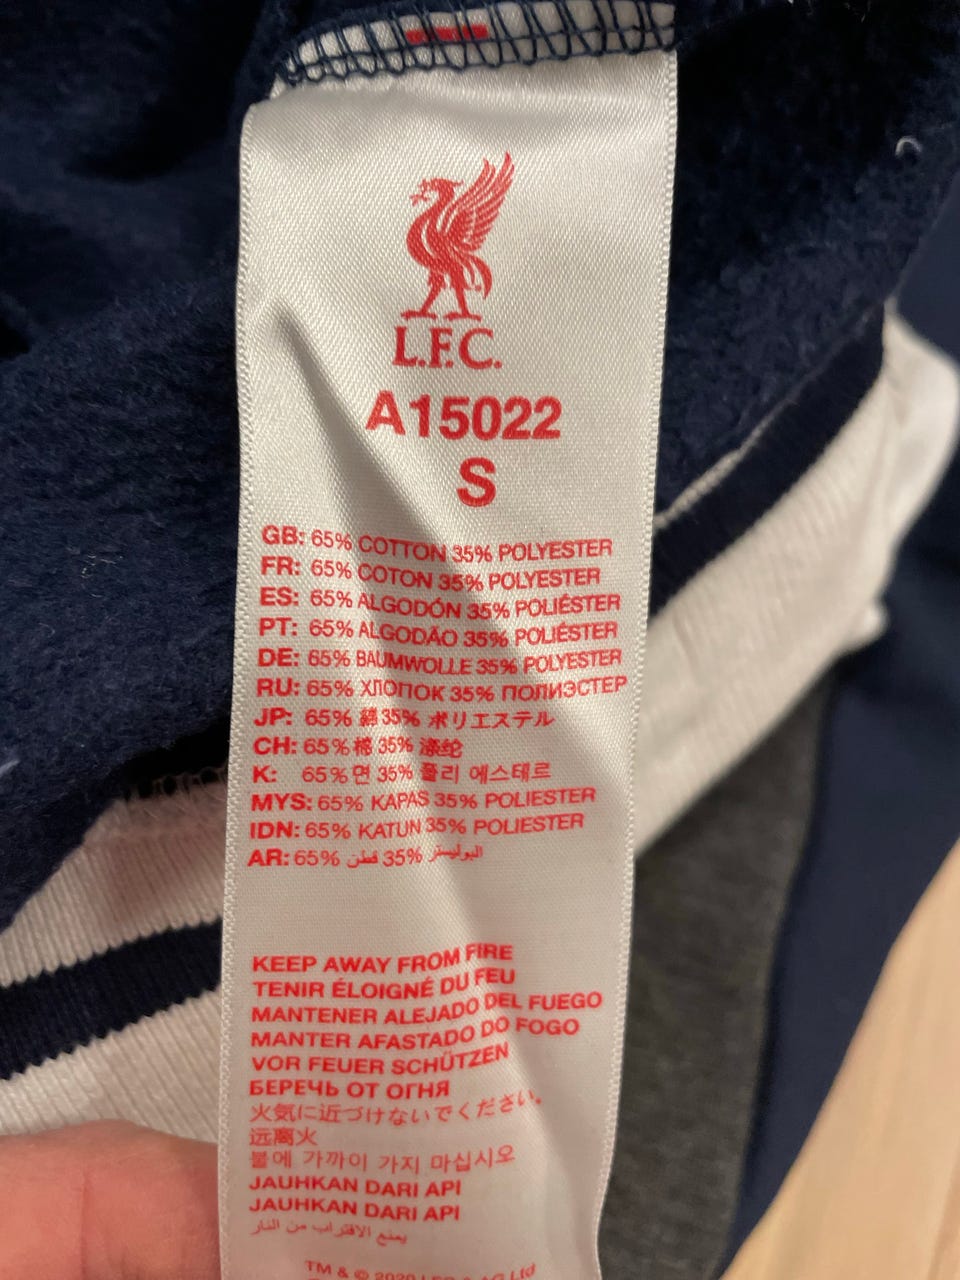 L.F.C.
A15022
S
GB: 65% COTTON 35% POLYESTER
FR: 65% COTON 35% POLYESTER
ES: 65% ALGODÓN 35% POLIÉSTER
PT: 65% ALGODÃO 35% POLIÉSTER
DE: 65% BAUMWOLLE 35% POLYESTER
RU: 65% ХЛОПОК 35% ПОЛИЭСТЕР
JP: 65% 綿 35% ポリエステル
CH: 65% 棉 35% 涤纶
K: 65% 면 35% 폴리 에스테르
MYS: 65% KAPAS 35% POLIESTER
IDN: 65% KATUN 35% POLIESTER
AR: 65% قطن 35% البوليستر
KEEP AWAY FROM FIRE
TENIR ÉLOIGNÉ DU FEU
MANTENER ALEJADO DEL FUEGO
MANTER AFASTADO DO FOGO
VOR FEUER SCHÜTZEN
БЕРЕЧЬ ОТ ОГНЯ
火気に近づけないでください。
远离火
불에 가까이 가지 마십시오
JAUHKAN DARI API
JAUHKAN DARI API
يمنع الاقتراب من النار
TM & © 2020 LFC & AG Ltd